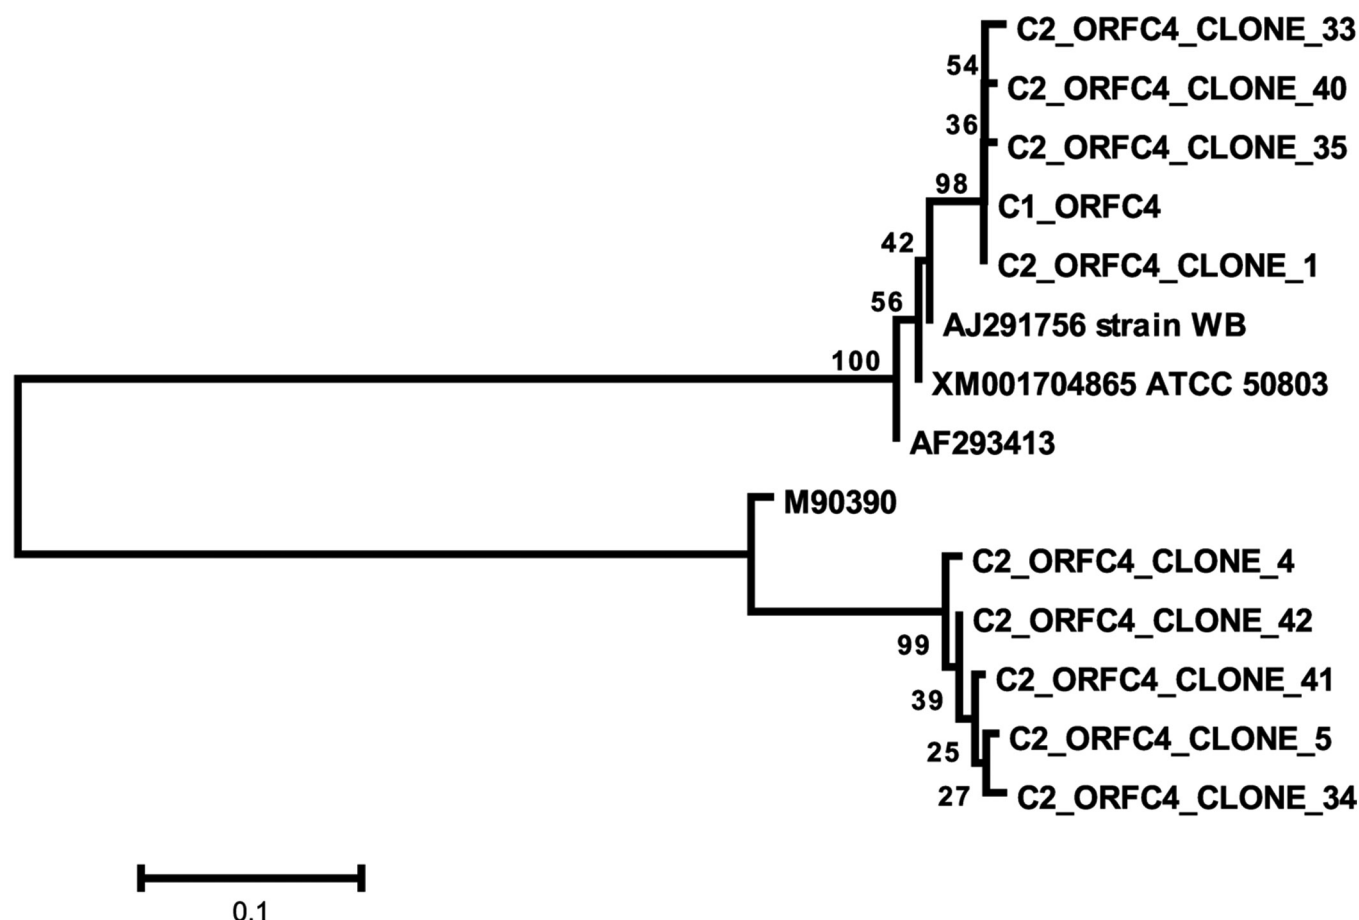 C2_ORFC4_CLONE_33
54
C2_ORFC4_CLONE_40
36
C2_ORFC4_CLONE_35
98
C1_ORFC4
42
C2_ORFC4_CLONE_1
56
AJ291756 strain WB
100
XM001704865 ATCC 50803
AF293413
M90390
C2_ORFC4_CLONE_4
C2_ORFC4_CLONE_42
99
C2_ORFC4_CLONE_41
39
C2_ORFC4_CLONE_5
25
27
C2_ORFC4_CLONE_34
0.1